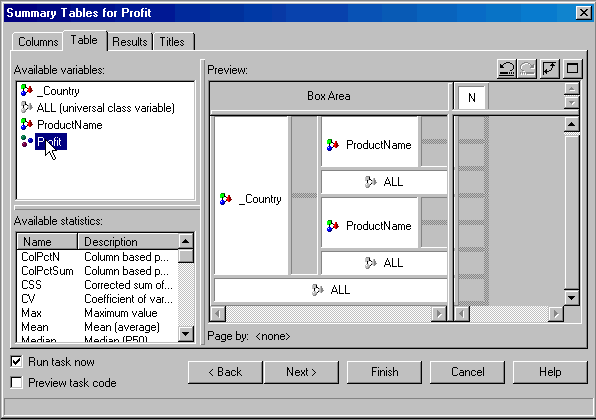 Summary Tables for Profit
Columns Table Results Titles
Available variables:
_Country
ALL (universal class variable)
ProductName
Profit
Available statistics:
Name Description
ColPctN Column based p...
ColPctSum Column based p...
CSS Corrected sum of...
CV Coefficient of var...
Max Maximum value
Mean Mean (average)
Median Median (P50)
Preview:
Box Area
N
_Country
ProductName
ALL
ProductName
ALL
ALL
Page by: <none>
Run task now
Preview task code
< Back Next > Finish Cancel Help